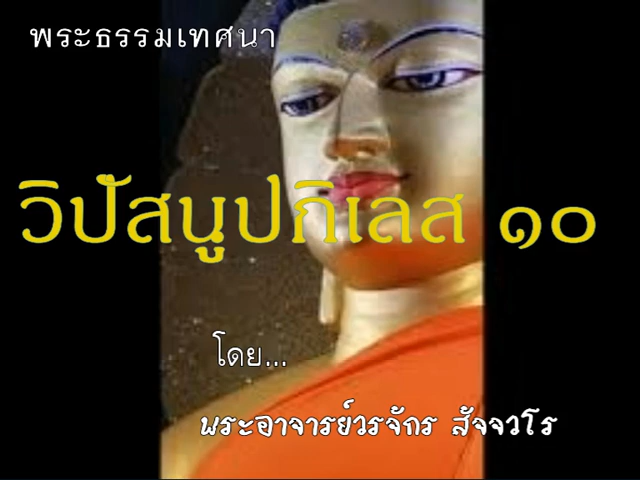 พระธรรมเทศนา
วิปัสนูปกิเลส ๑๐
โดย...
พระอาจารย์วรจักร สัจจวโร